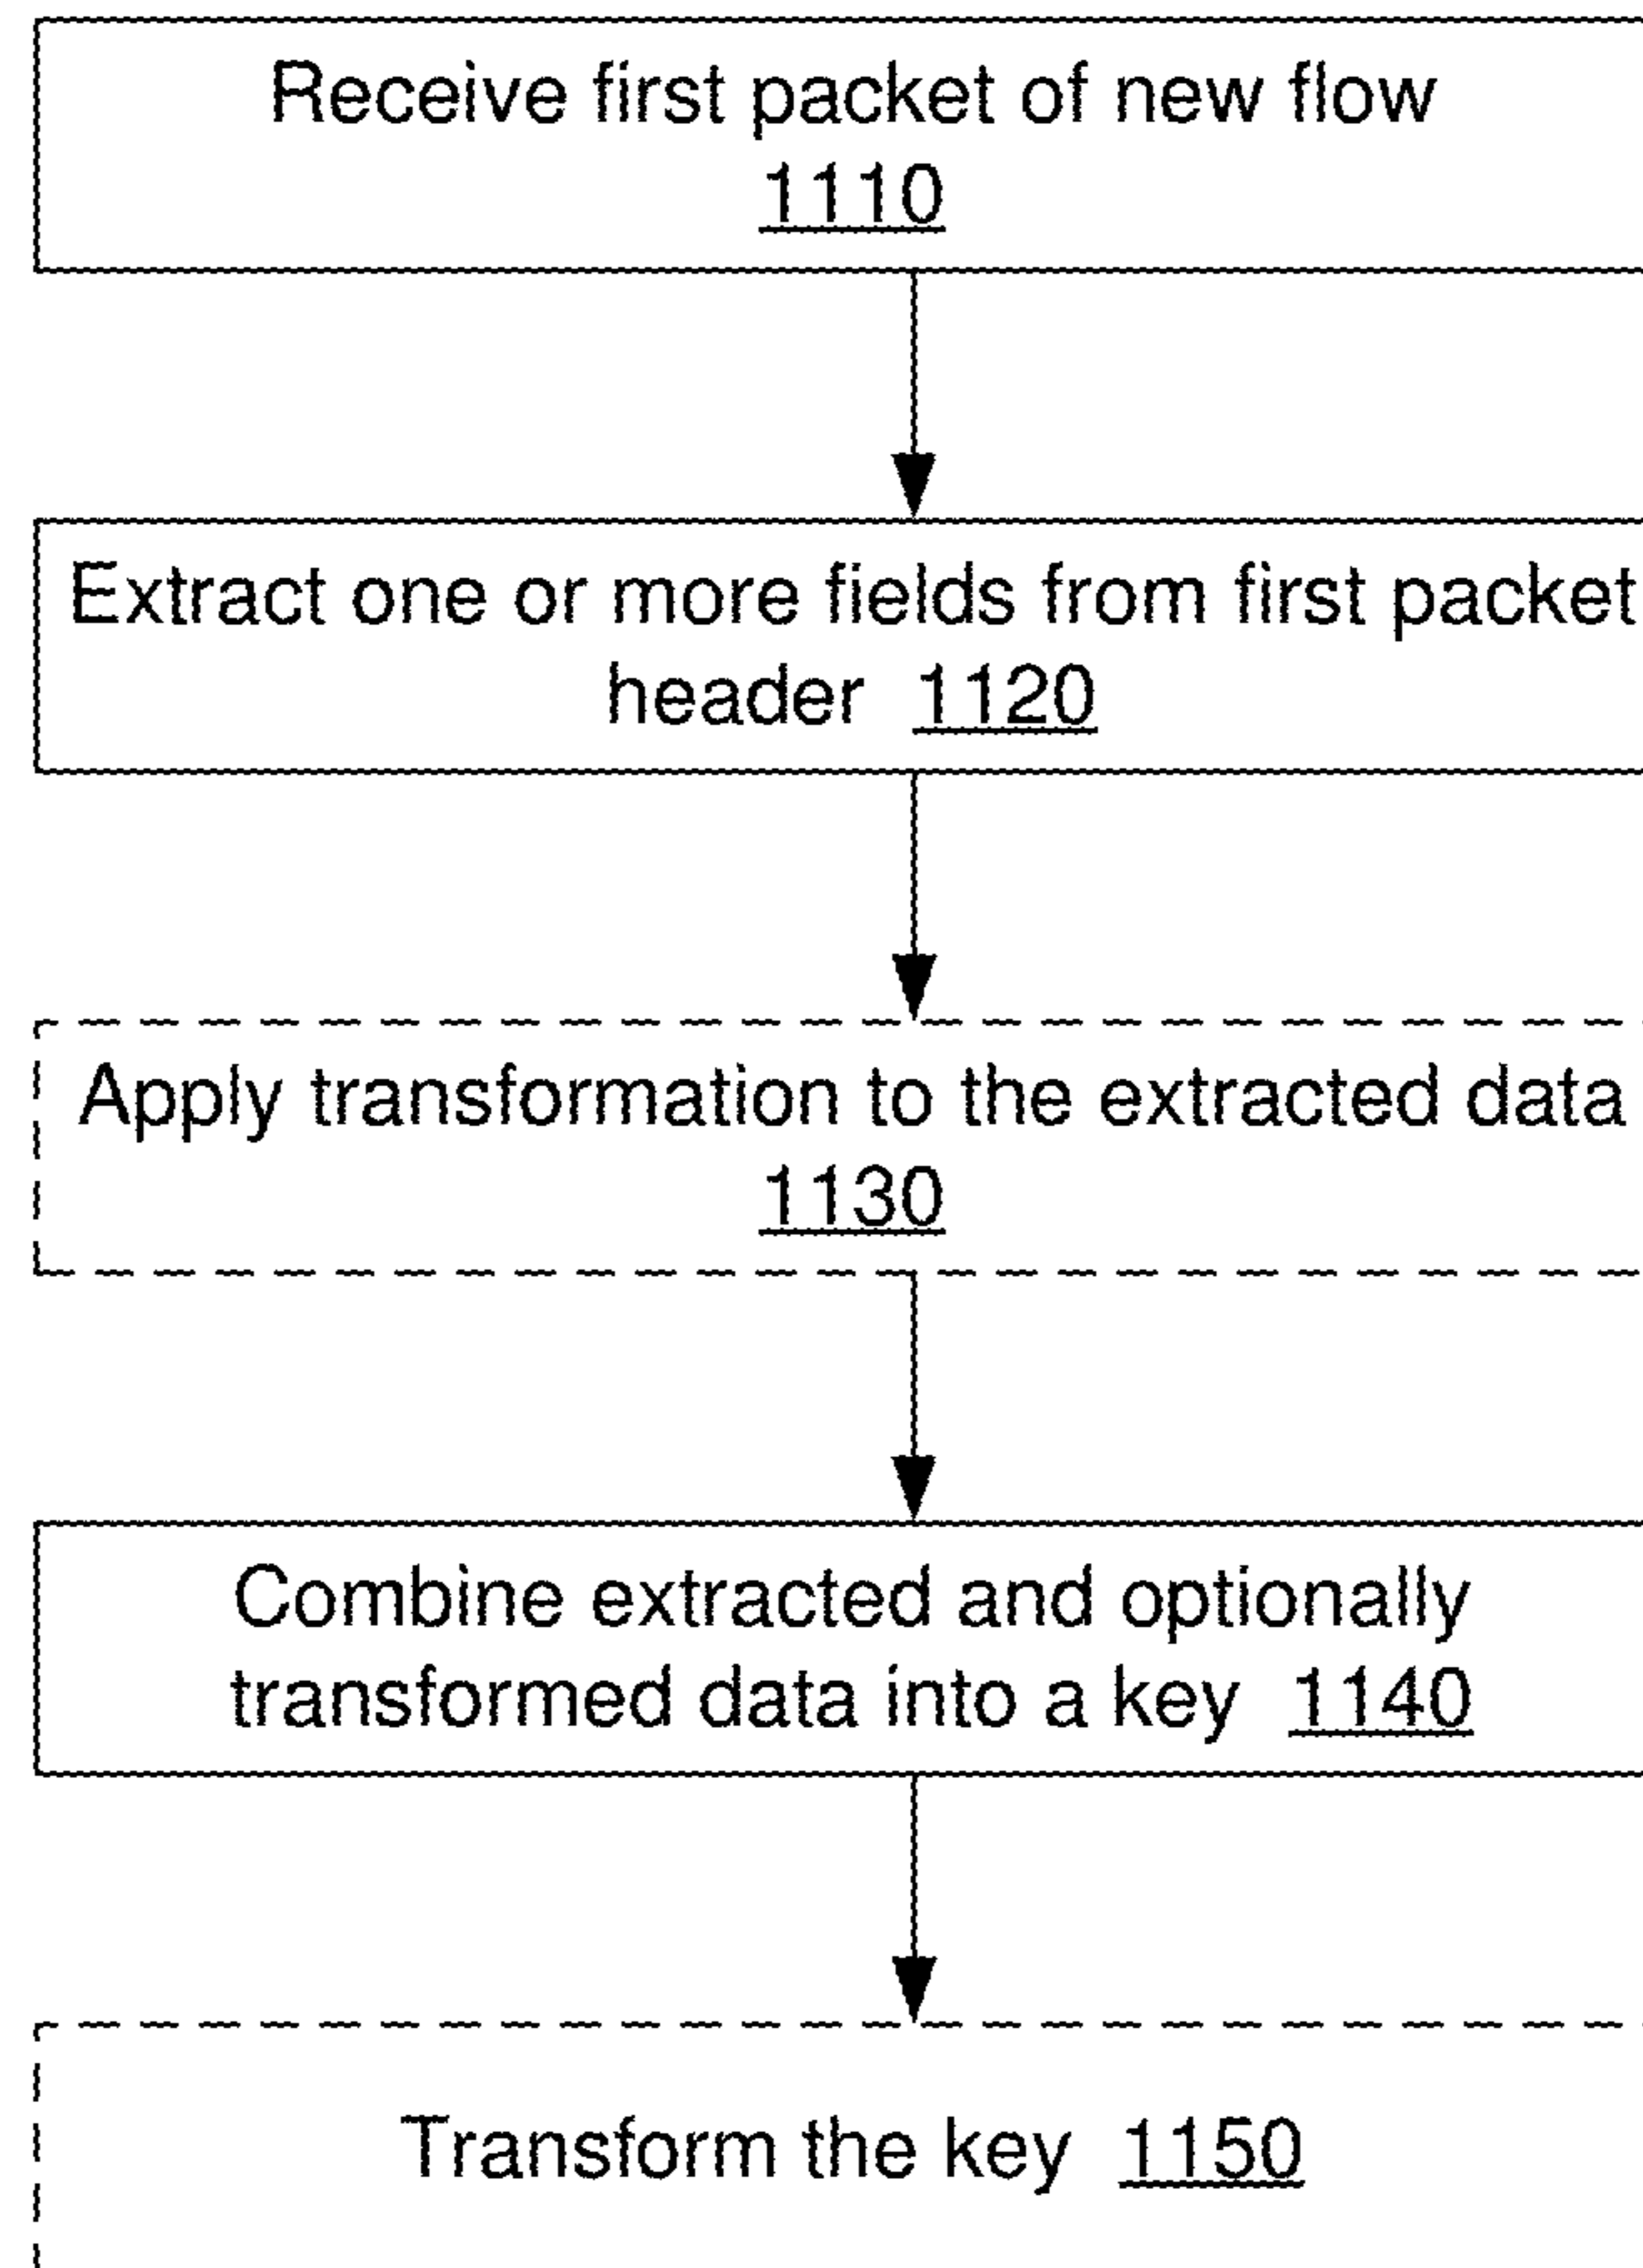 Receive first packet of new flow
1110
Extract one or more fields from first packet
header 1120
Apply transformation to the extracted data
1130
Combine extracted and optionally
transformed data into a key 1140
Transform the key 1150